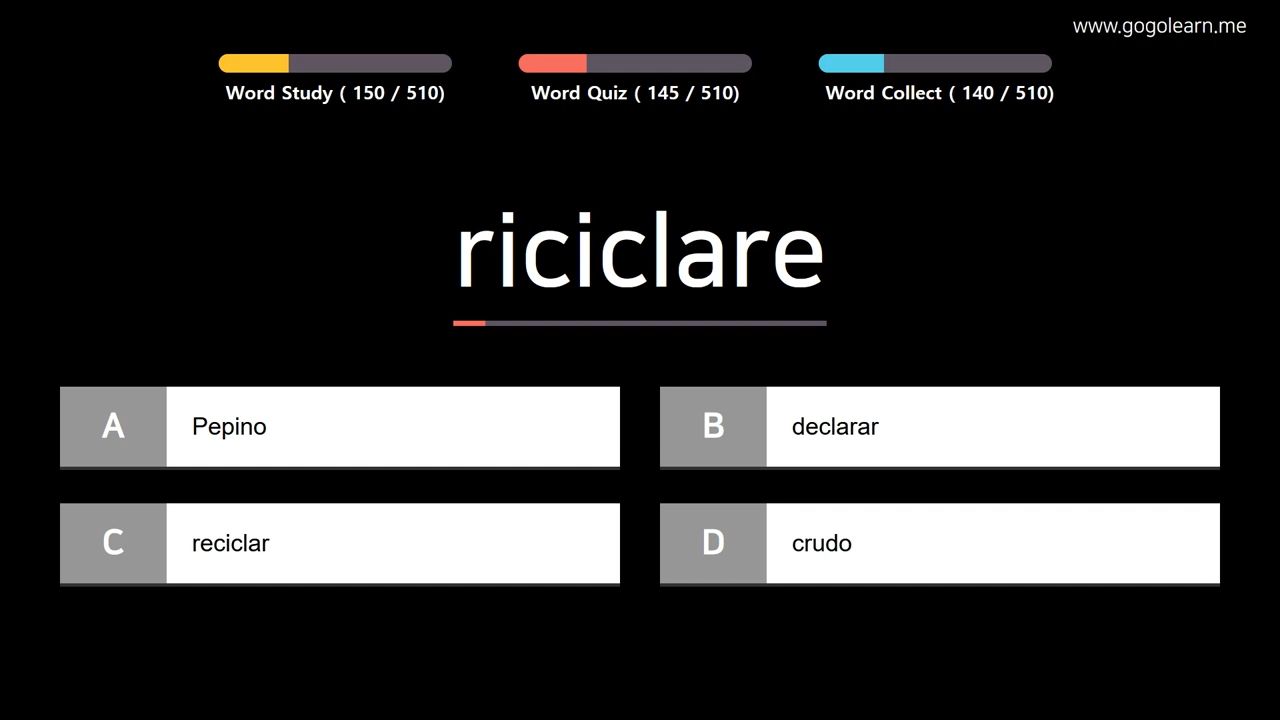 www.gogolearn.me
Word Study ( 150 / 510)
Word Quiz ( 145 / 510)
Word Collect ( 140 / 510)
riciclare
A Pepino
B declarar
C reciclar
D crudo